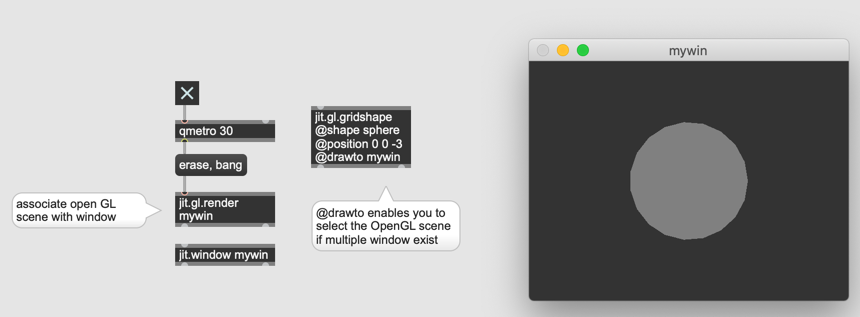 mywin
qmetro 30
erase, bang
associate open GL
scene with window
jit.gl.render
mywin
jit.window mywin
jit.gl.gridshape
@shape sphere
@position 0 0 -3
@drawto mywin
@drawto enables you to
select the OpenGL scene
if multiple window exist